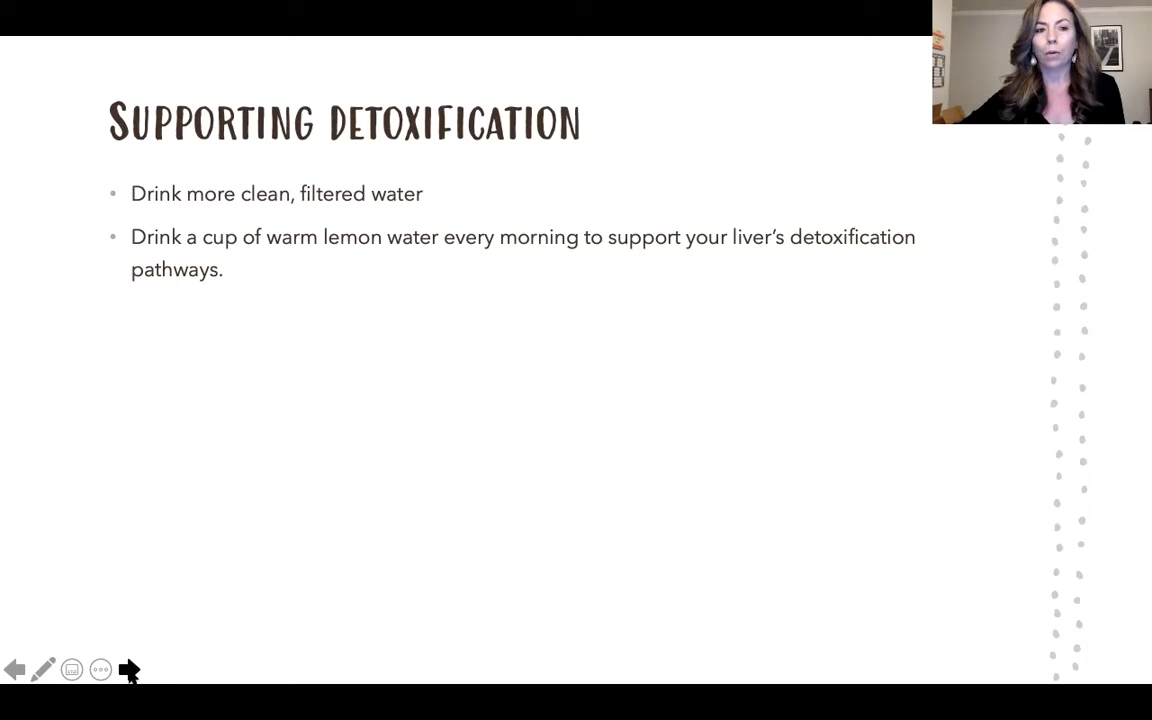 SUPPORTING DETOXIFICATION
• Drink more clean, filtered water
• Drink a cup of warm lemon water every morning to support your liver’s detoxification
pathways.